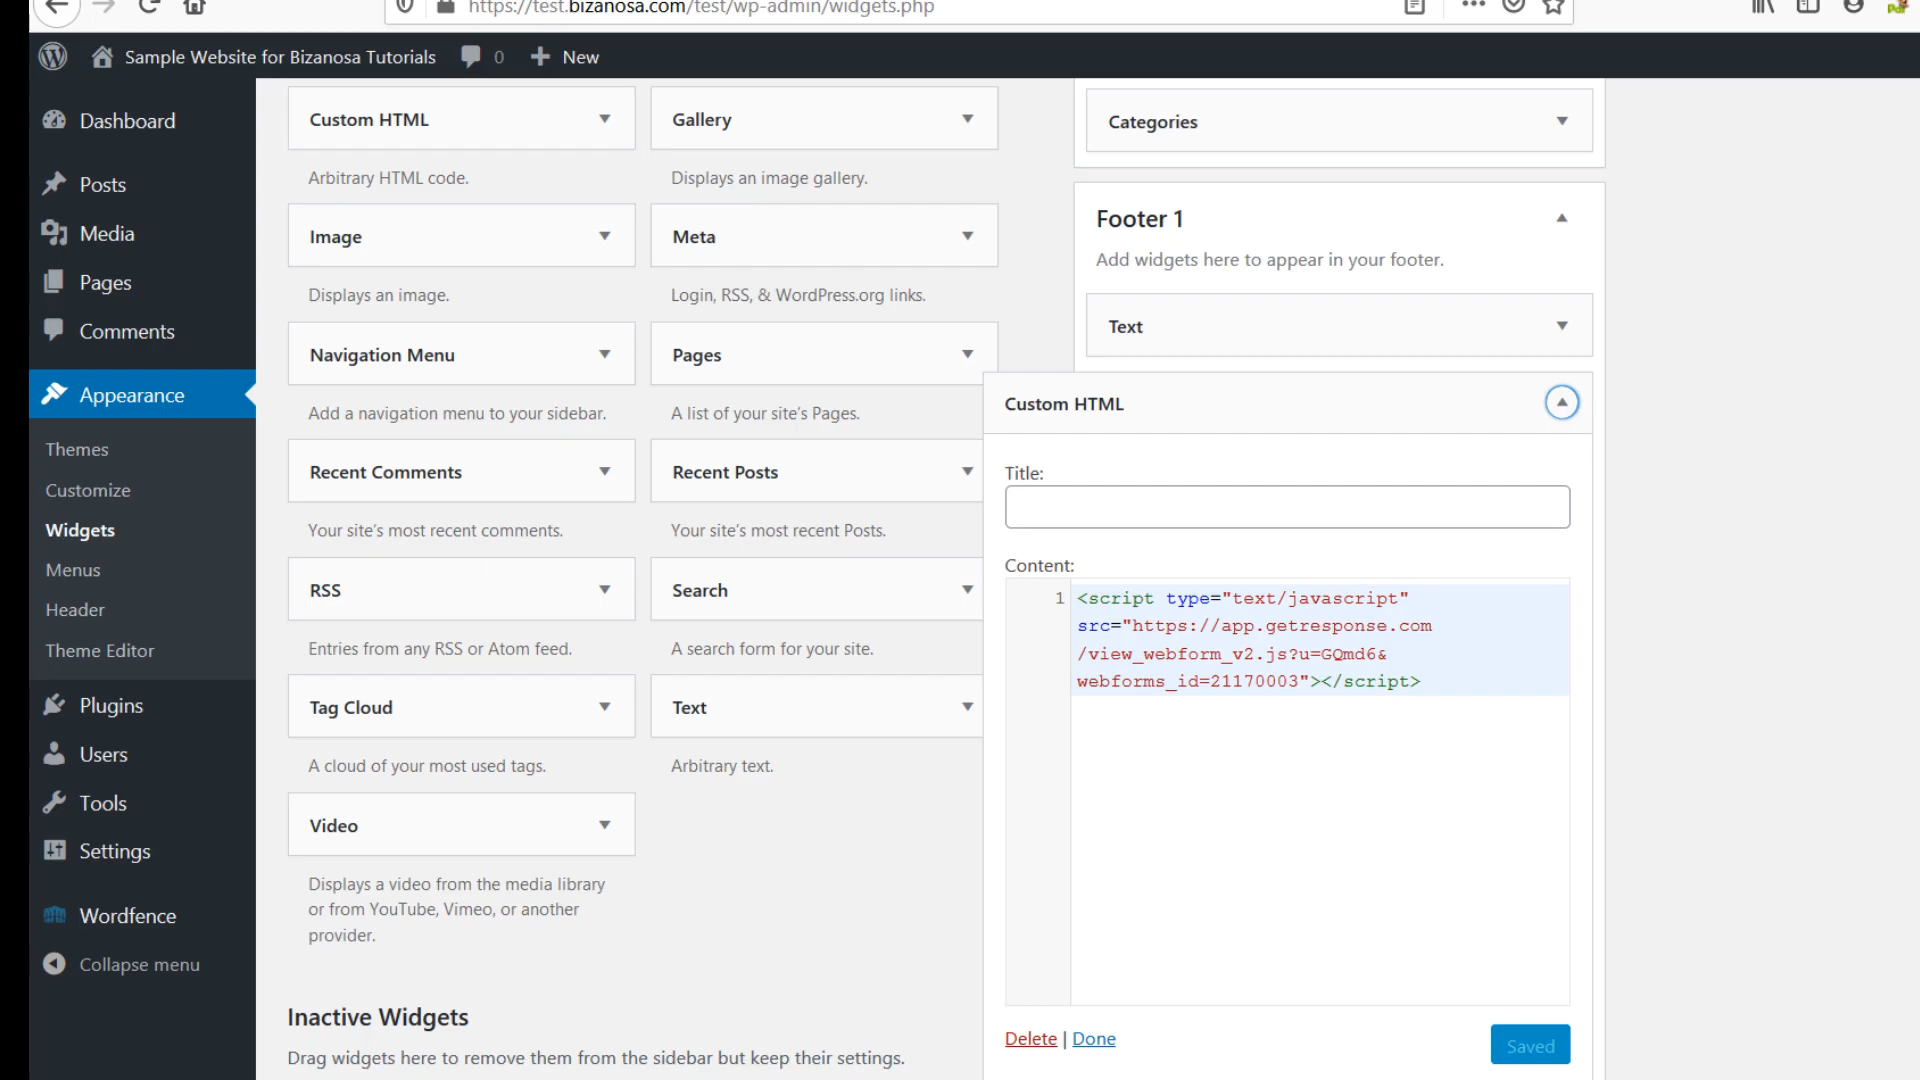 https://test.bizanosa.com/test/wp-admin/widgets.php
Sample Website for Bizanosa Tutorials
0
New
Dashboard
Posts
Media
Pages
Comments
Appearance
Themes
Customize
Widgets
Menus
Header
Theme Editor
Plugins
Users
Tools
Settings
Wordfence
Collapse menu
Custom HTML
Arbitrary HTML code.
Gallery
Displays an image gallery.
Image
Displays an image.
Meta
Login, RSS, & WordPress.org links.
Navigation Menu
Add a navigation menu to your sidebar.
Pages
A list of your site's Pages.
Recent Comments
Your site's most recent comments.
Recent Posts
Your site's most recent Posts.
RSS
Entries from any RSS or Atom feed.
Search
A search form for your site.
Tag Cloud
A cloud of your most used tags.
Text
Arbitrary text.
Video
Displays a video from the media library
or from YouTube, Vimeo, or another
provider.
Inactive Widgets
Drag widgets here to remove them from the sidebar but keep their settings.
Categories
Footer 1
Add widgets here to appear in your footer.
Text
Custom HTML
Title:
Content:
1 <script type="text/javascript"
src="https://app.getresponse.com
/view_webform_v2.js?u=GQmd6&
webforms_id=21170003"></script>
Delete | Done
Saved